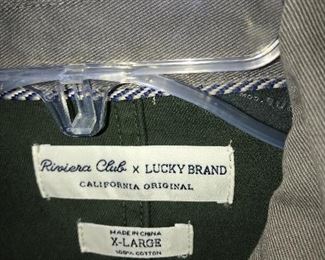 Riviera Club x LUCKY BRAND
CALIFORNIA ORIGINAL
MADE IN CHINA
X-LARGE
100% COTTON